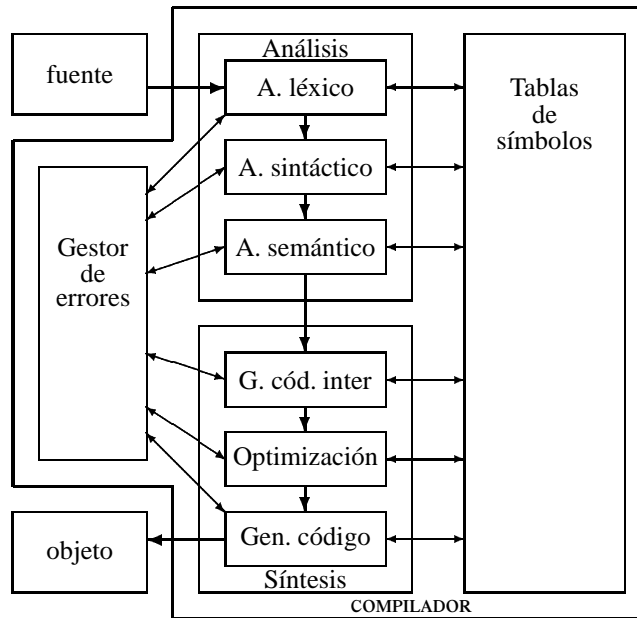 Análisis
fuente
A. léxico
Tablas
de
símbolos
A. sintáctico
A. semántico
Gestor
de
errores
G. cód. inter
Optimización
objeto
Gen. código
Síntesis
COMPILADOR